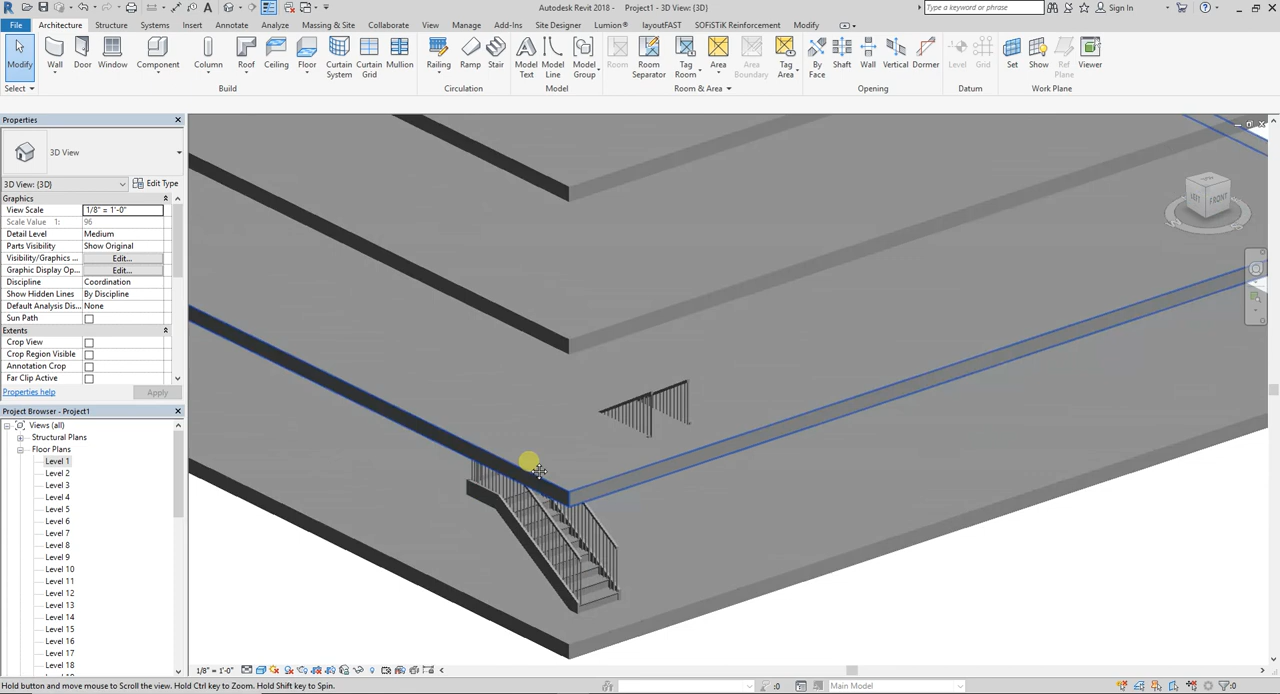 Autodesk Revit 2018 - Project1 - 3D View: {3D}
Type a keyword or phrase
Sign In
File Architecture Structure Systems Insert Annotate Analyze Massing & Site Collaborate View Manage Add-Ins Site Designer Lumion® layoutFAST SOFiSTiK Reinforcement Modify
Modify Wall Door Window Component Column Roof Ceiling Floor Curtain System Curtain Grid Mullion Railing Ramp Stair Model Text Model Line Model Group Room Room Separator Tag Room Area Area Boundary Tag Area By Face Shaft Wall Vertical Dormer Level Grid Set Show Ref Plane Viewer
Select Build Circulation Model Room & Area Opening Datum Work Plane
Properties
3D View
3D View: {3D} Edit Type
Graphics
View Scale 1/8" = 1'-0"
Scale Value 1: 96
Detail Level Medium
Parts Visibility Show Original
Visibility/Graphics ... Edit...
Graphic Display Op... Edit...
Discipline Coordination
Show Hidden Lines By Discipline
Default Analysis Dis... None
Sun Path
Extents
Crop View
Crop Region Visible
Annotation Crop
Far Clip Active
Properties help Apply
Project Browser - Project1
Views (all)
Structural Plans
Floor Plans
Level 1
Level 2
Level 3
Level 4
Level 5
Level 6
Level 7
Level 8
Level 9
Level 10
Level 11
Level 12
Level 13
Level 14
Level 15
Level 16
Level 17
Level 18
LEFT FRONT
1/8" = 1'-0"
Hold button and move mouse to Scroll the view. Hold Ctrl key to Zoom. Hold Shift key to Spin.
:0 Main Model :0